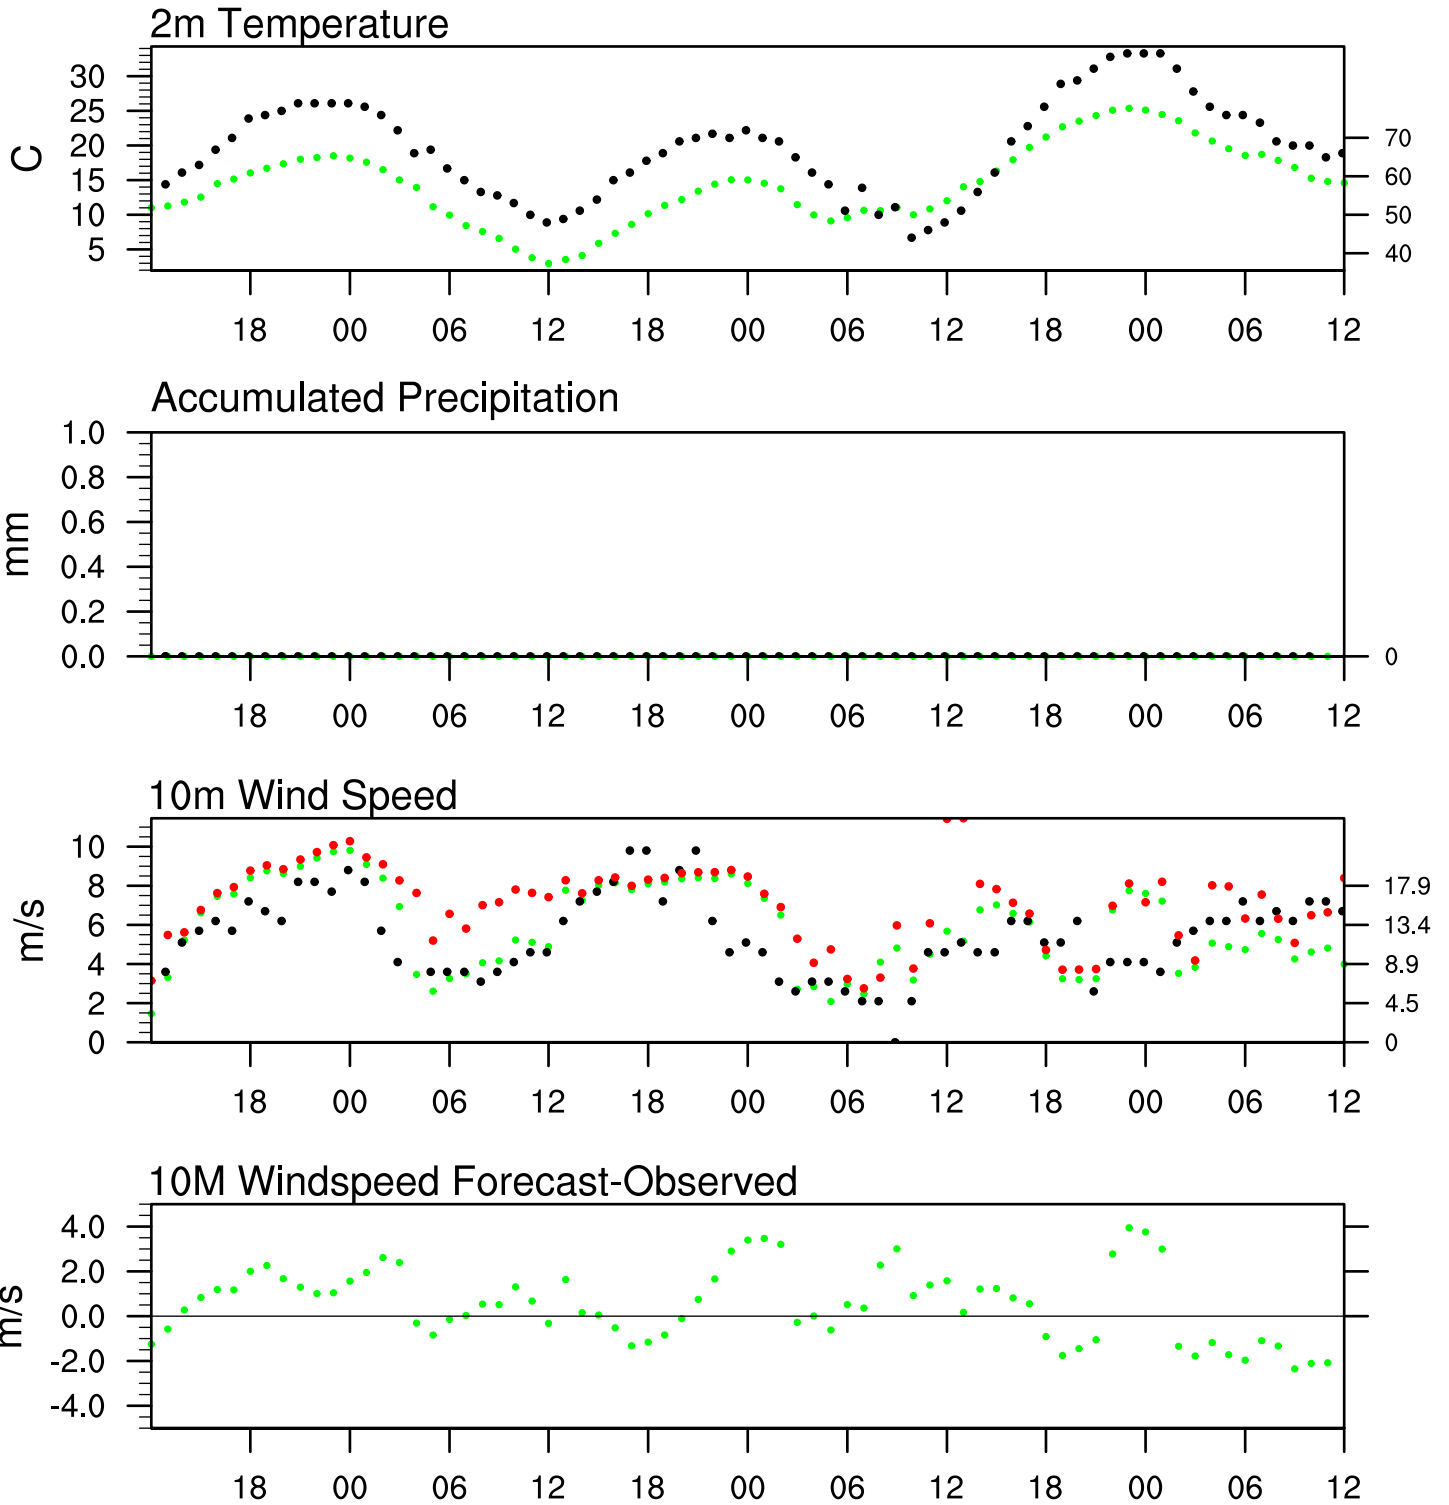 2m Temperature
C
30
25
20
15
10
5
70
60
50
40
18 00 06 12 18 00 06 12 18 00 06 12
Accumulated Precipitation
mm
1.0
0.8
0.6
0.4
0.2
0.0
0
18 00 06 12 18 00 06 12 18 00 06 12
10m Wind Speed
m/s
10
8
6
4
2
0
17.9
13.4
8.9
4.5
0
18 00 06 12 18 00 06 12 18 00 06 12
10M Windspeed Forecast-Observed
m/s
4.0
2.0
0.0
-2.0
-4.0
18 00 06 12 18 00 06 12 18 00 06 12